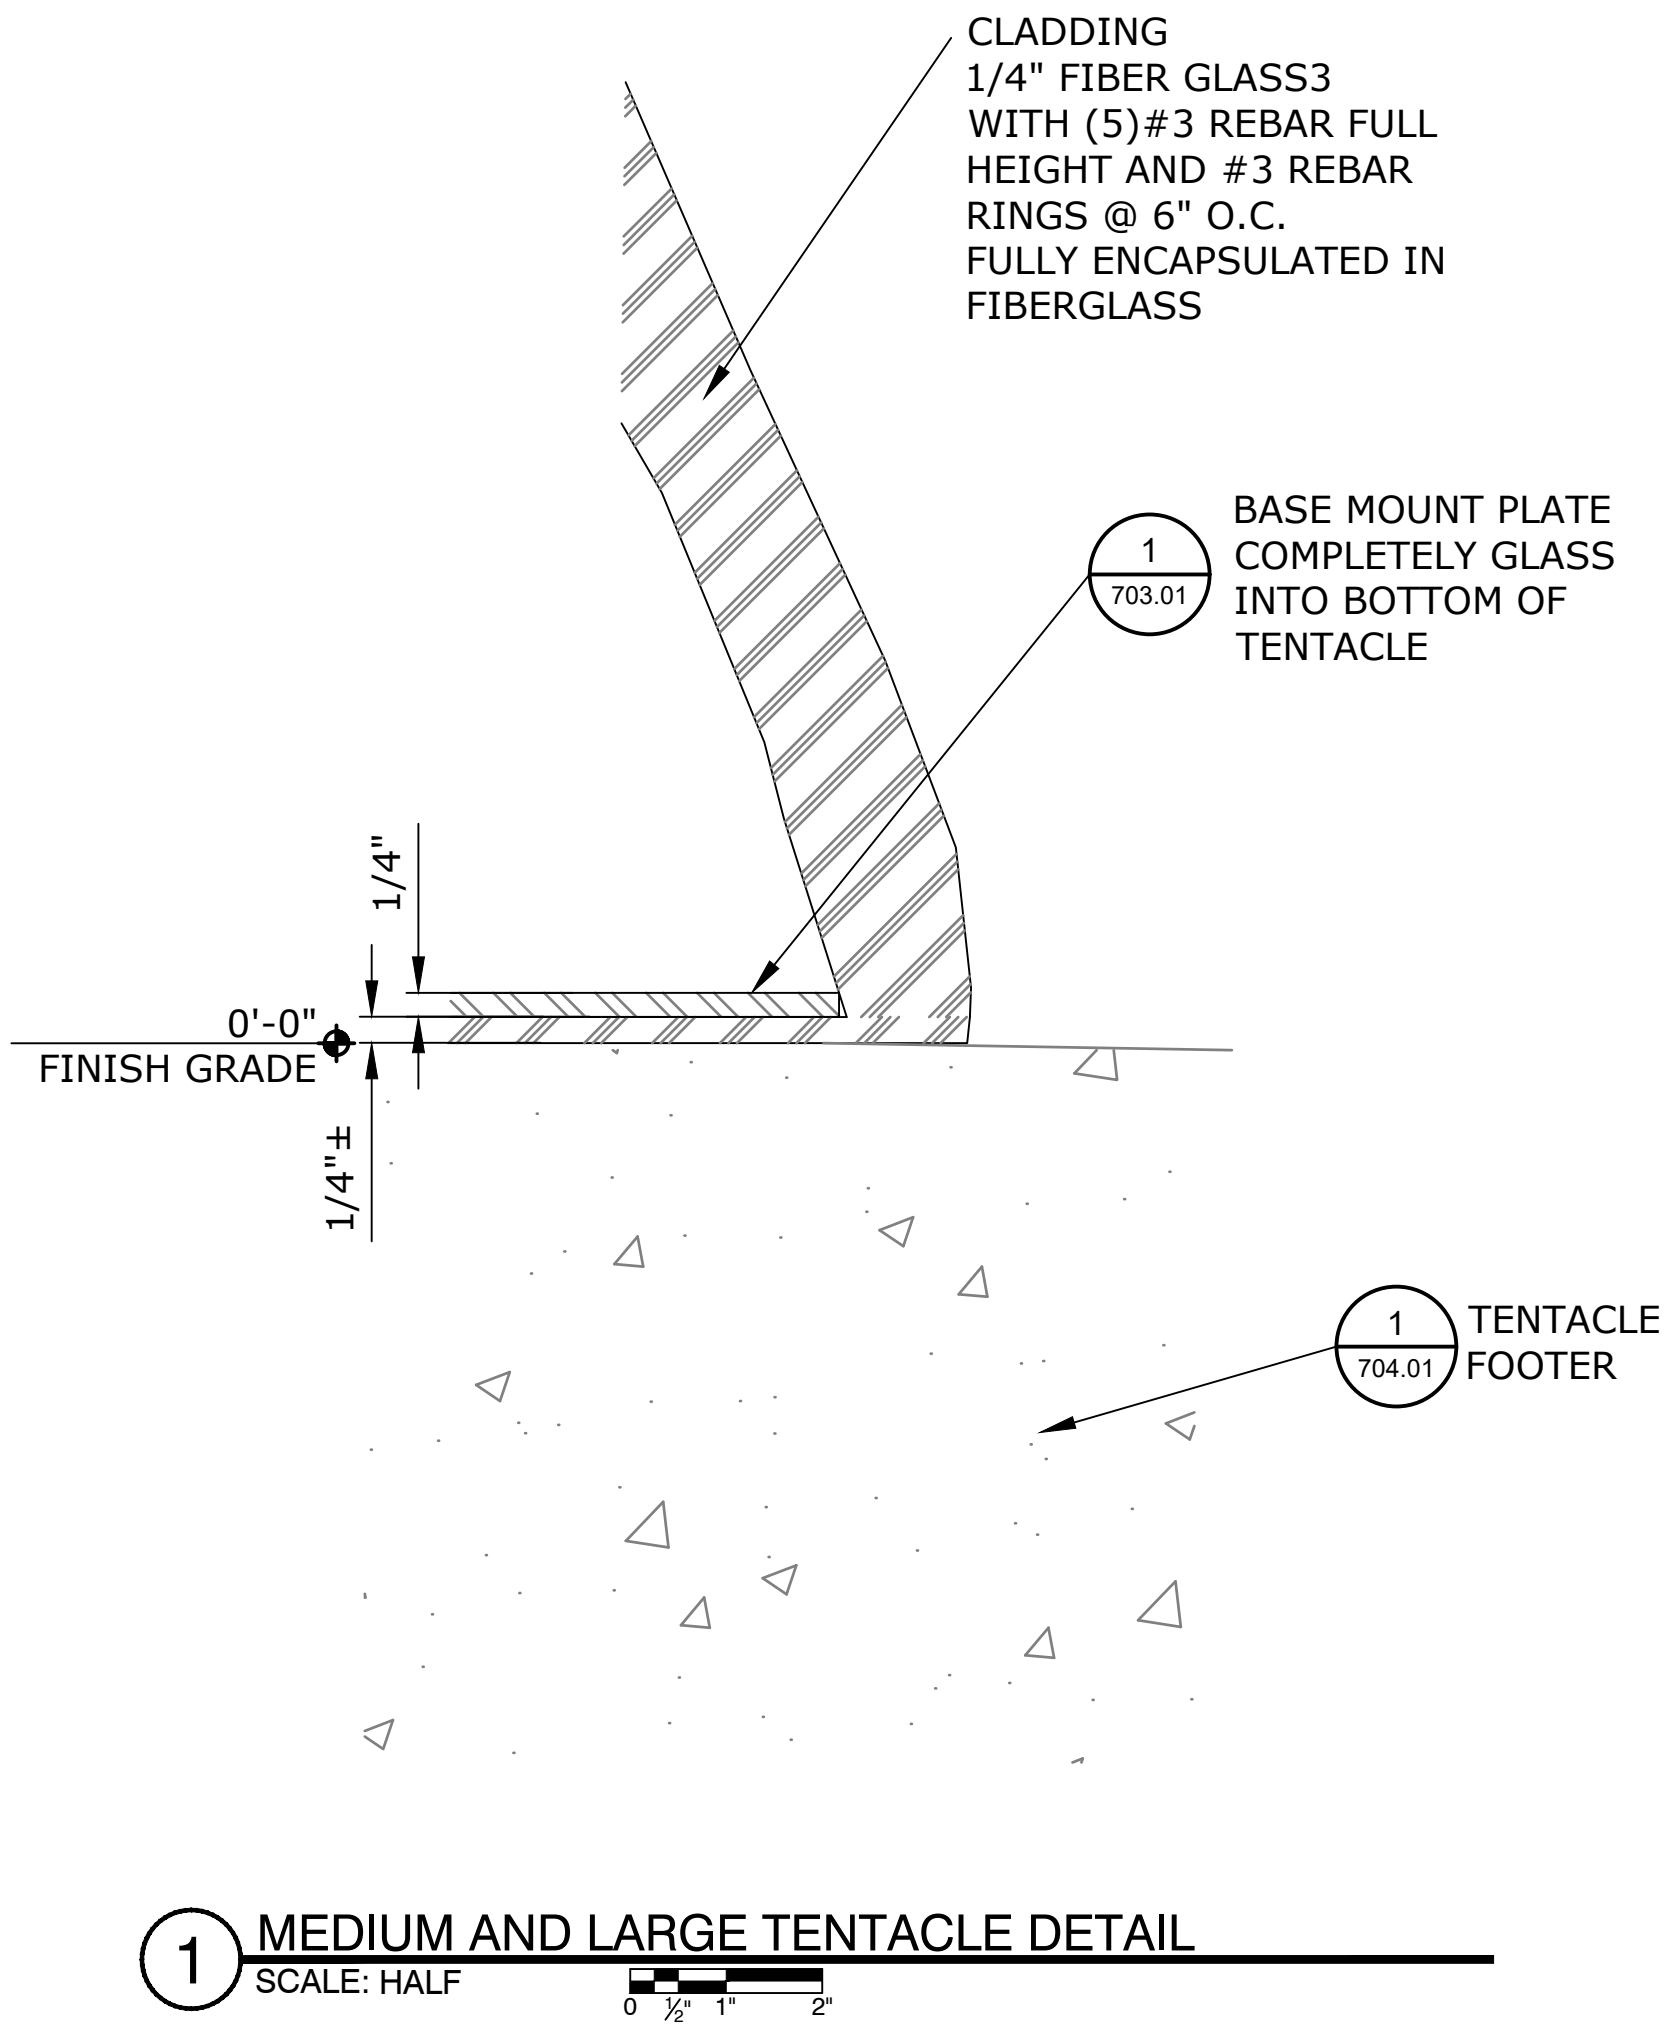 CLADDING
1/4" FIBER GLASS3
WITH (5)#3 REBAR FULL
HEIGHT AND #3 REBAR
RINGS @ 6" O.C.
FULLY ENCAPSULATED IN
FIBERGLASS
1
703.01
BASE MOUNT PLATE
COMPLETELY GLASS
INTO BOTTOM OF
TENTACLE
1/4"
0'-0"
FINISH GRADE
1/4"±
1
704.01
TENTACLE
FOOTER
1
MEDIUM AND LARGE TENTACLE DETAIL
SCALE: HALF
0 ½" 1" 2"